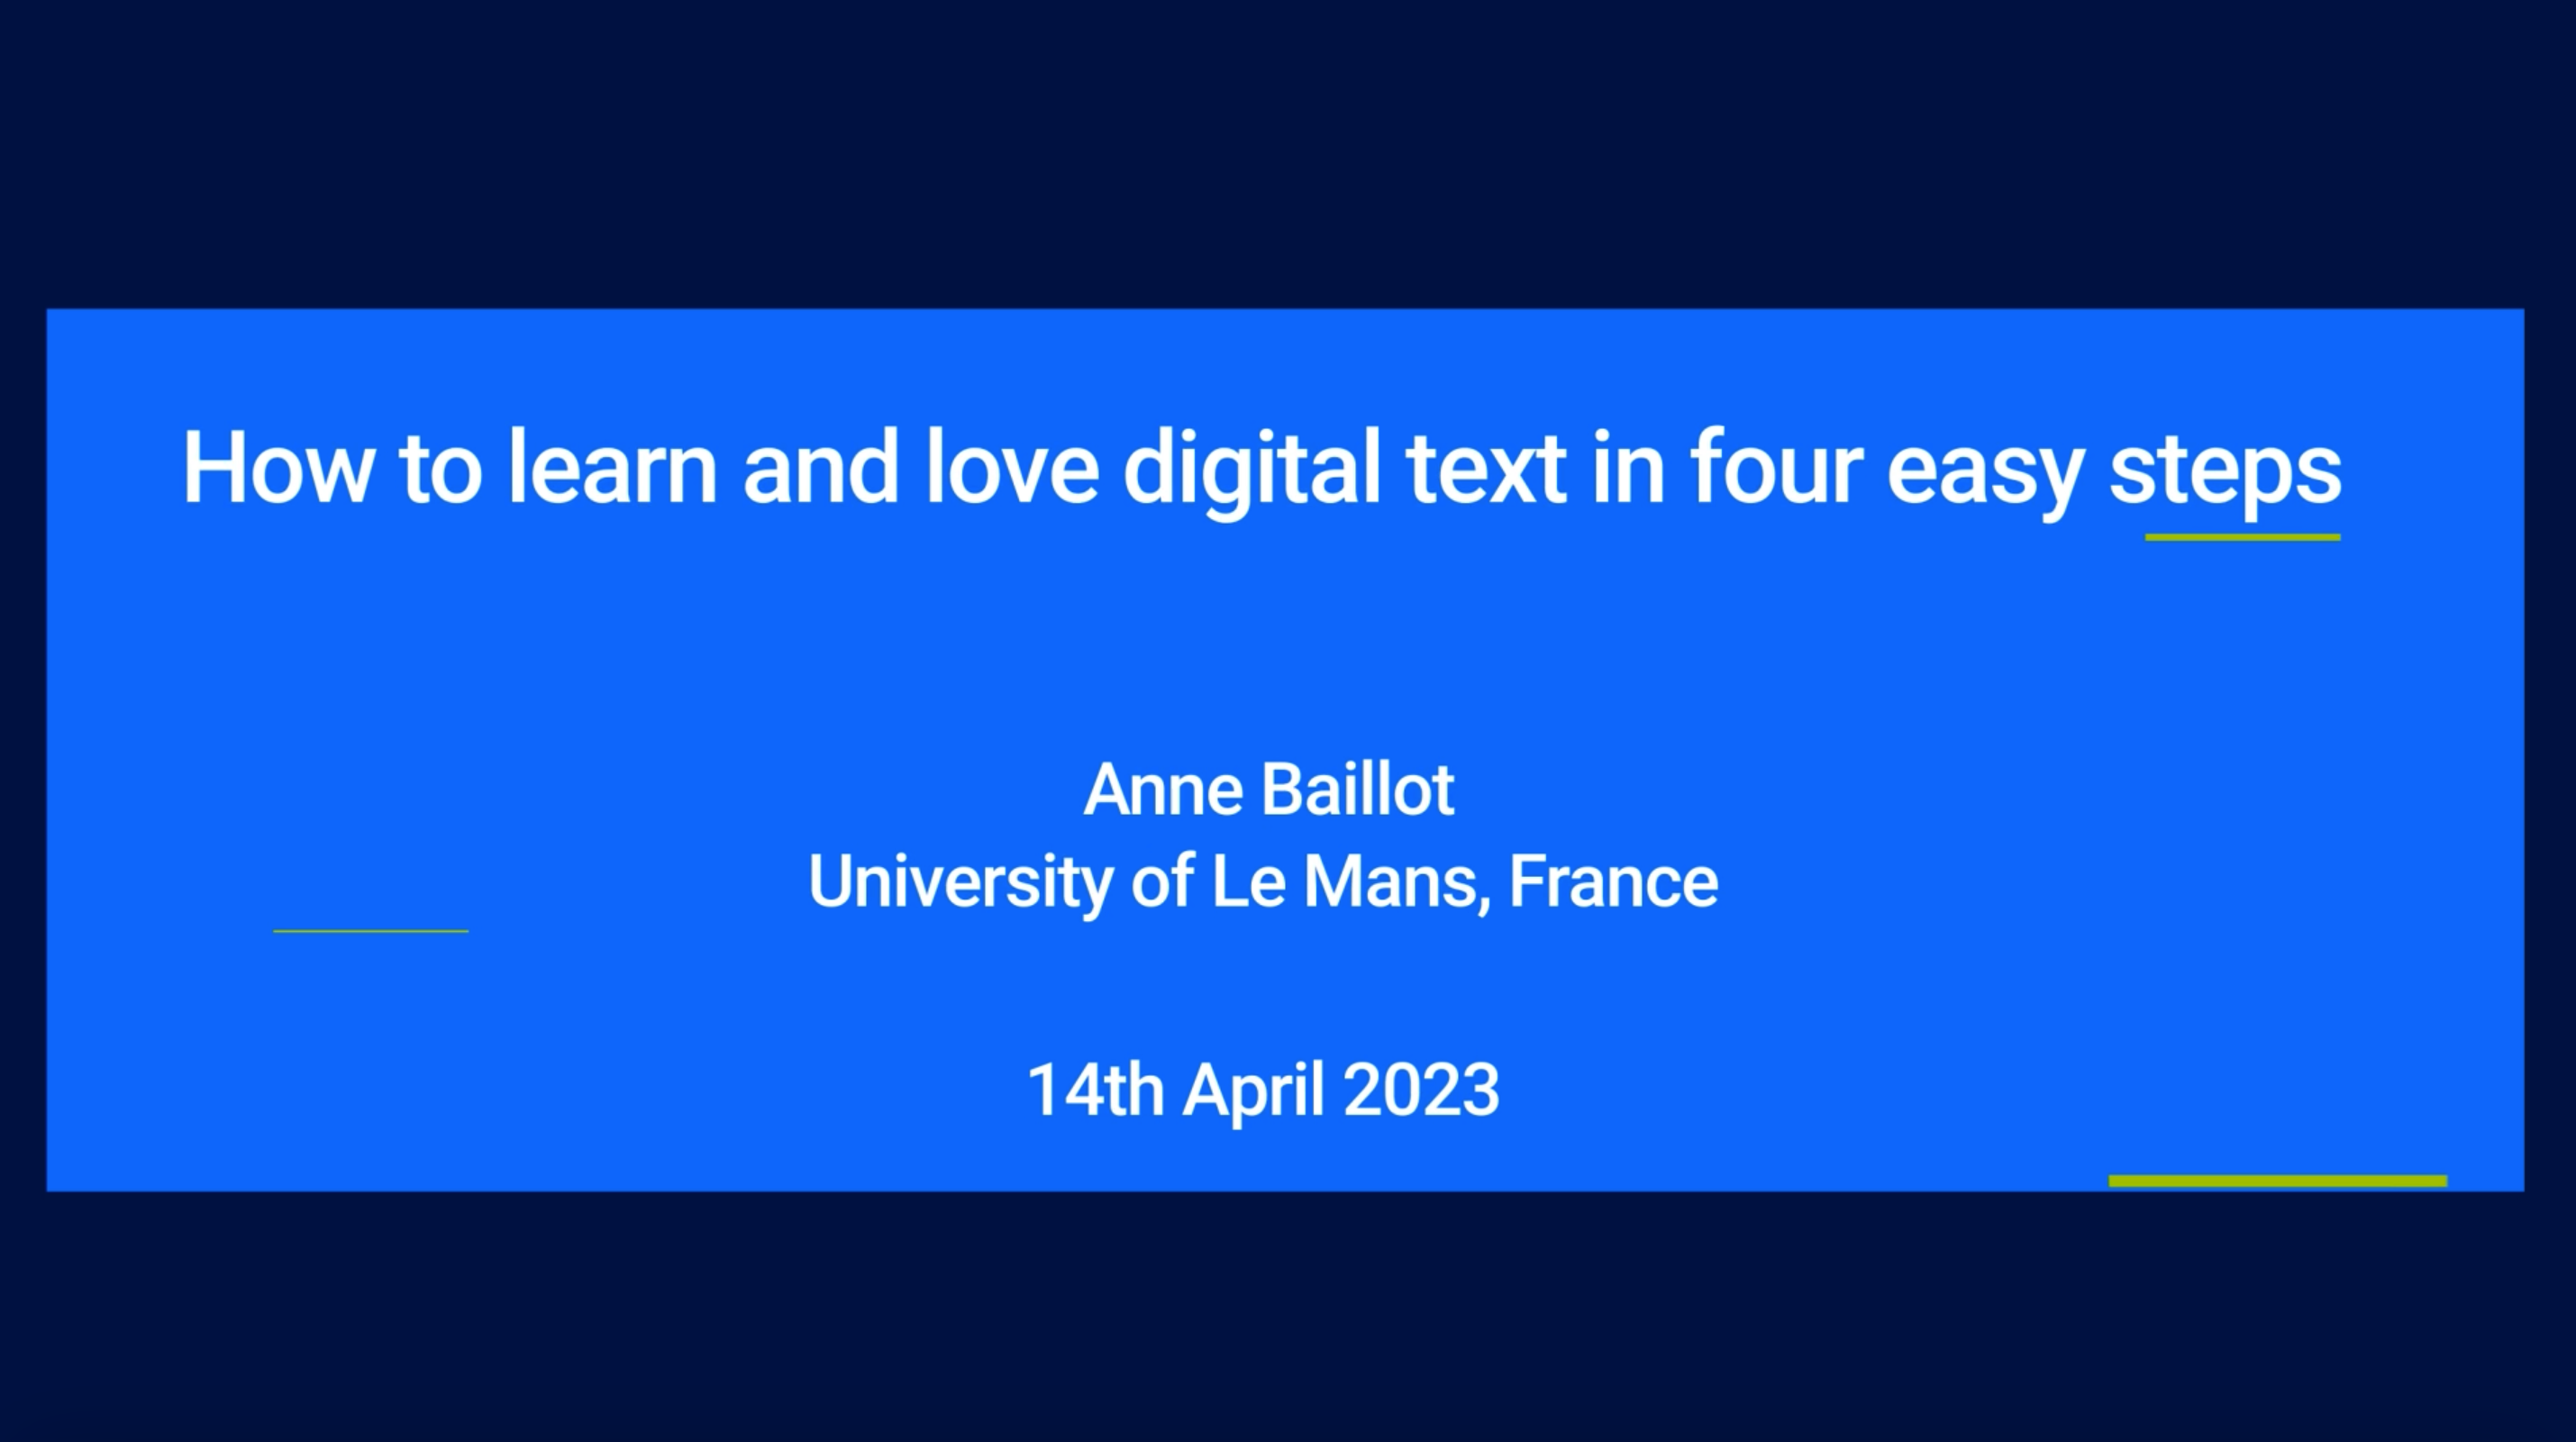 How to learn and love digital text in four easy steps
Anne Baillot
University of Le Mans, France
14th April 2023